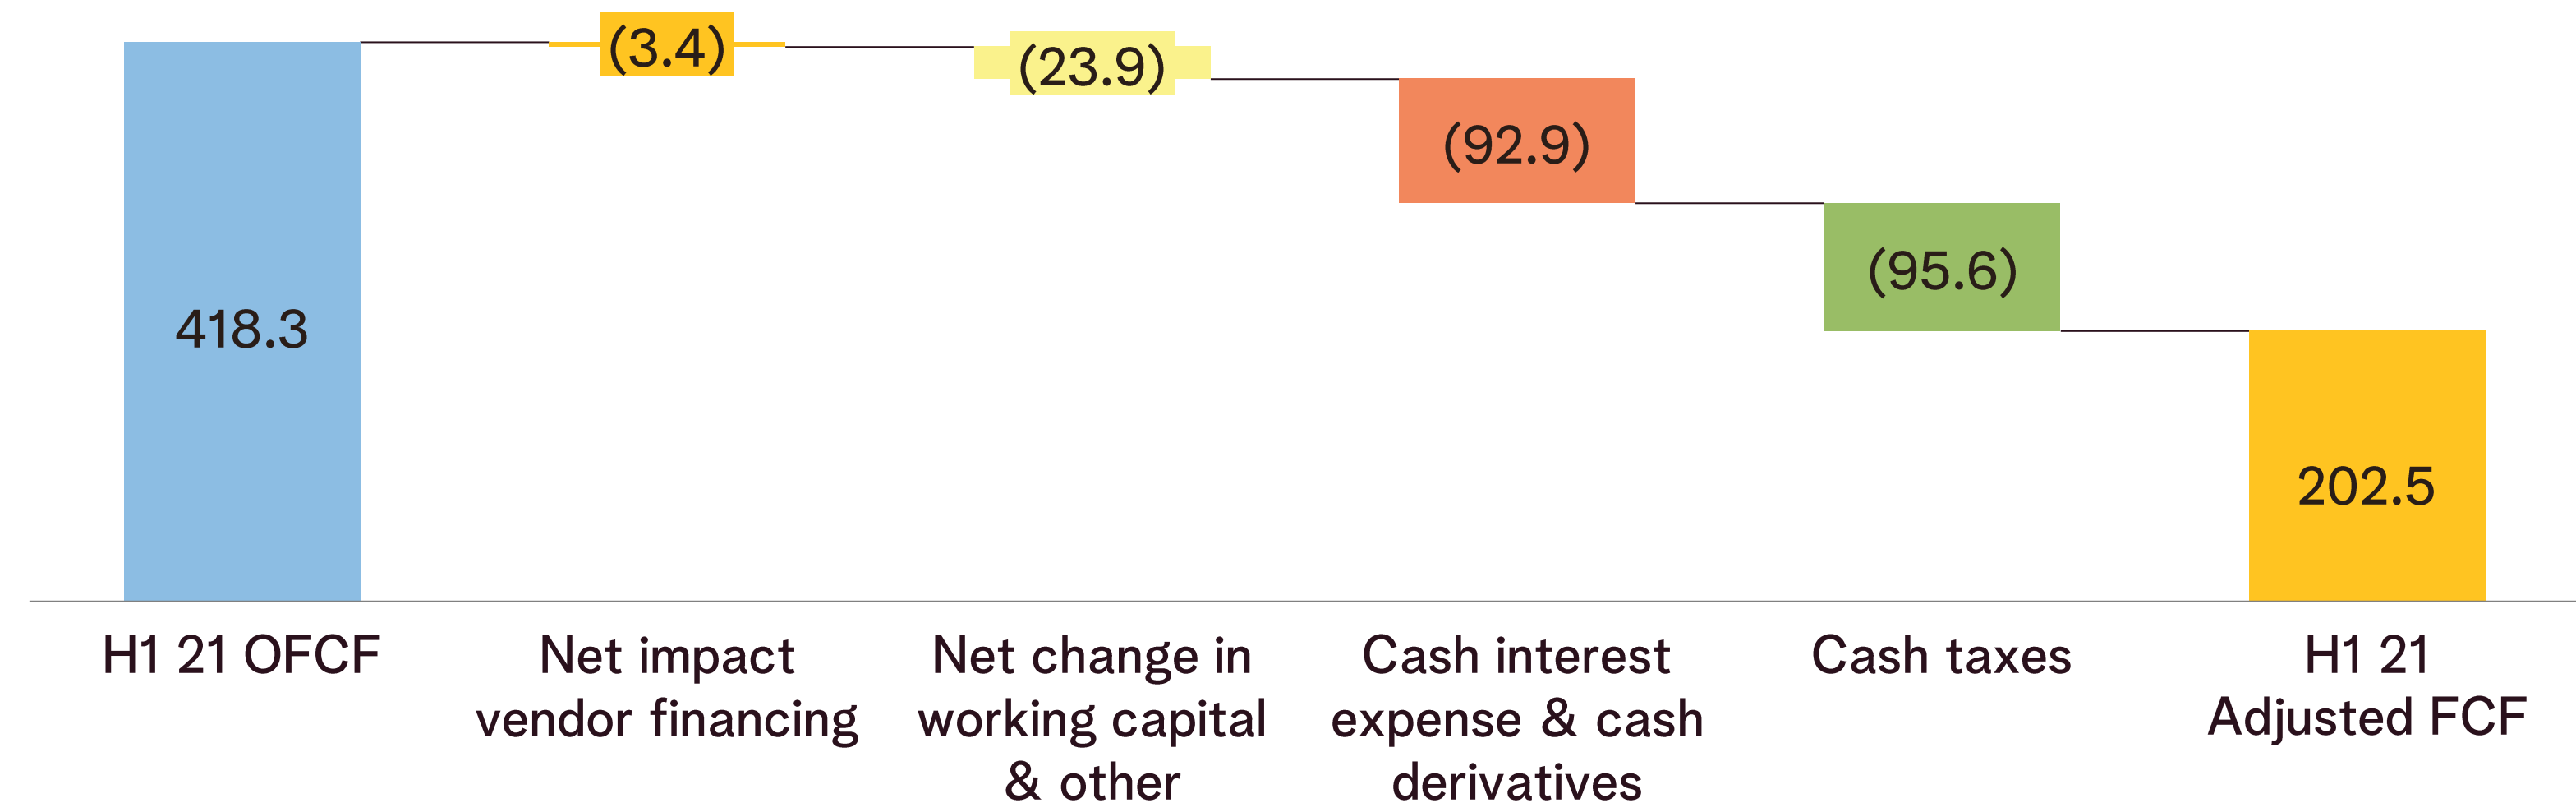 418.3
(3.4)
(23.9)
(92.9)
(95.6)
202.5
H1 21 OFCF
Net impact
vendor financing
Net change in
working capital
& other
Cash interest
expense & cash
derivatives
Cash taxes
H1 21
Adjusted FCF